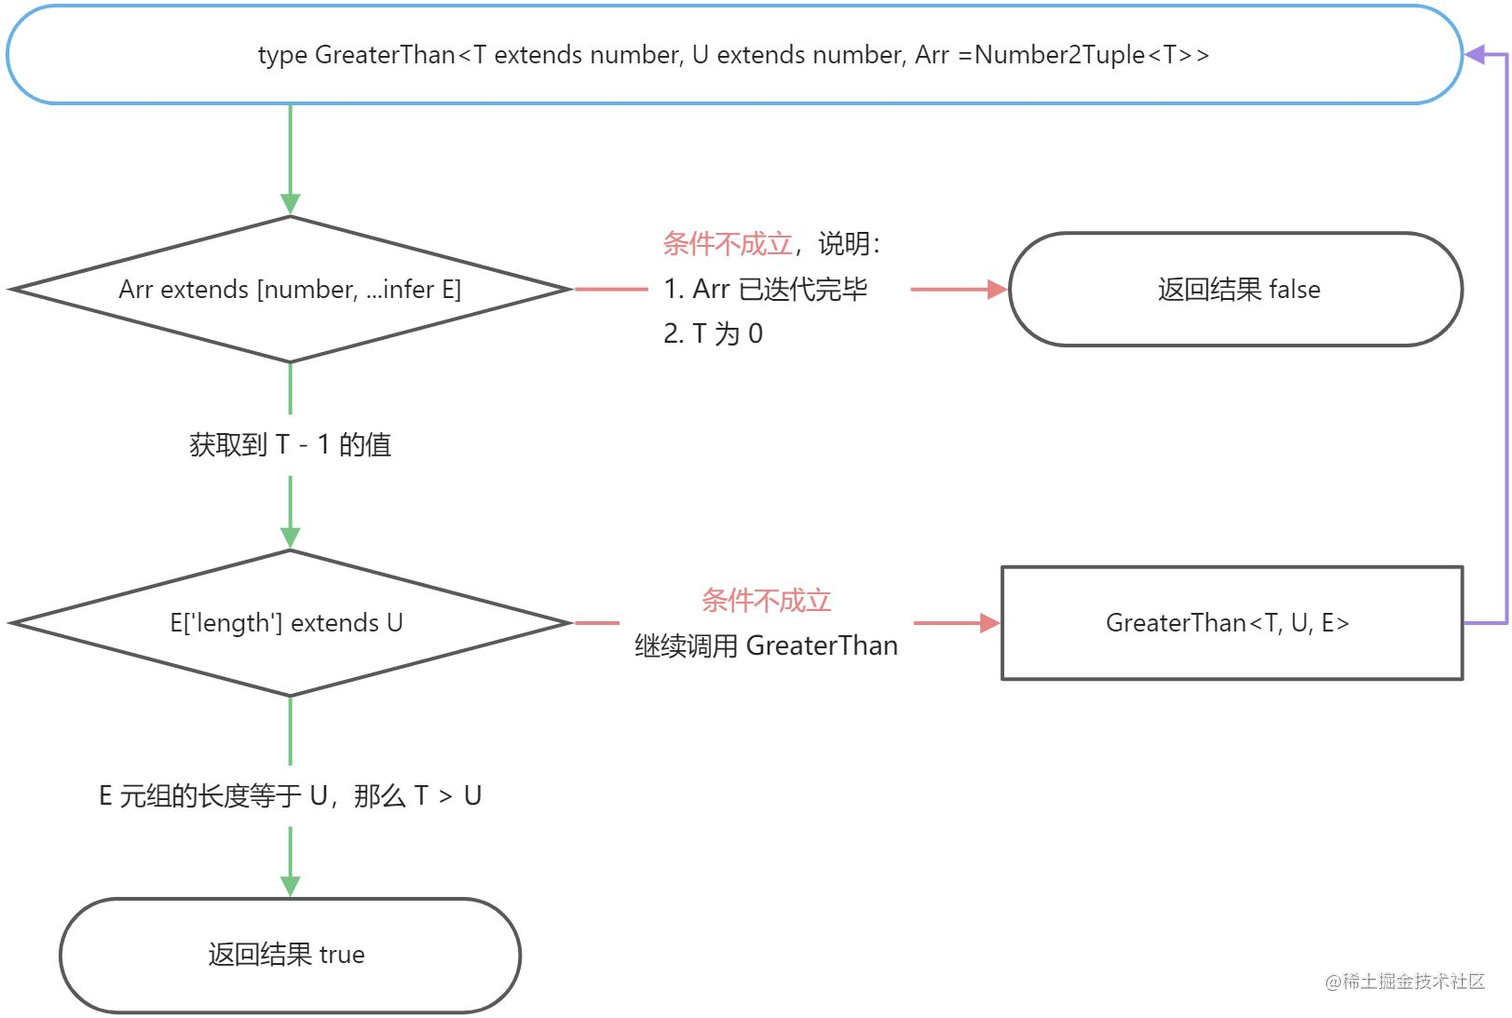 type GreaterThan<T extends number, U extends number, Arr =Number2Tuple<T>>
Arr extends [number, ...infer E]
条件不成立，说明：
1. Arr 已迭代完毕
2. T 为 0
返回结果 false
获取到 T - 1 的值
E['length'] extends U
条件不成立
继续调用 GreaterThan
GreaterThan<T, U, E>
E 元组的长度等于 U，那么 T > U
返回结果 true
@稀土掘金技术社区